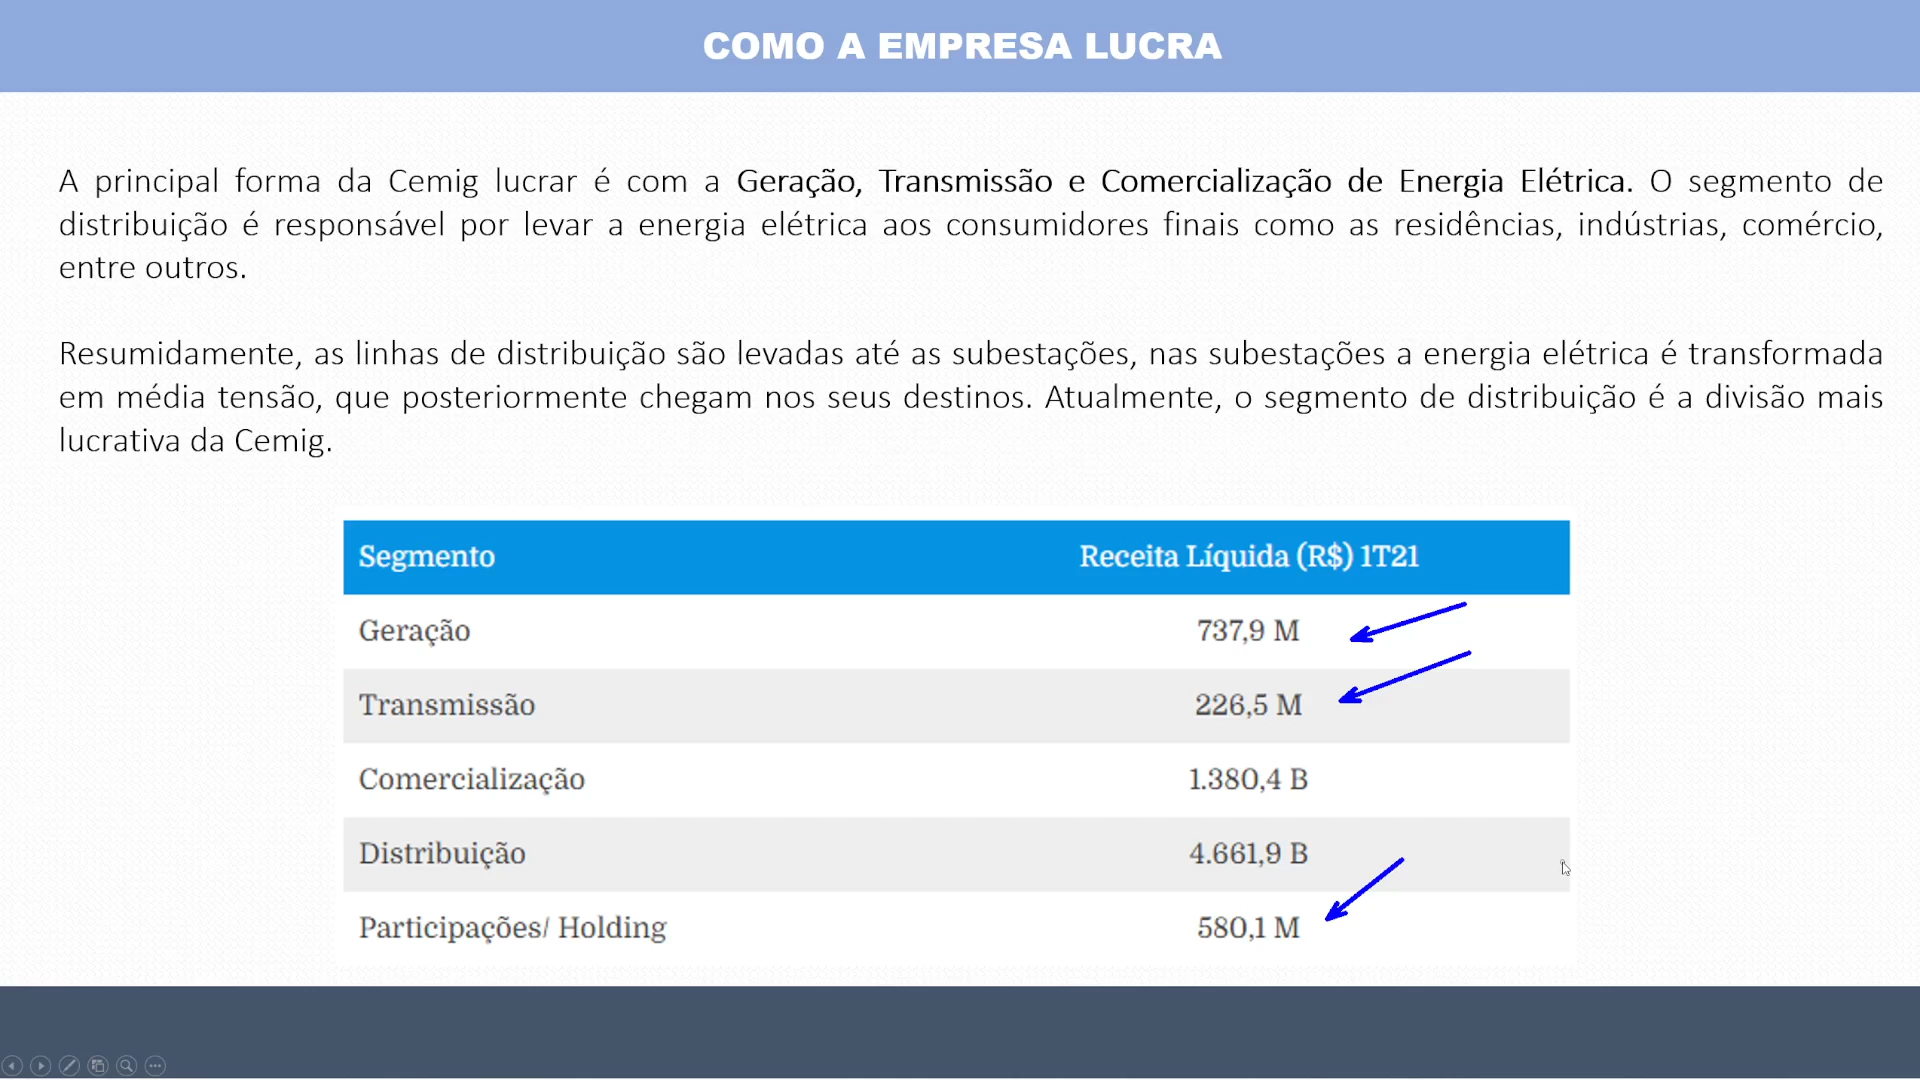 COMO A EMPRESA LUCRA
A principal forma da Cemig lucrar é com a Geração, Transmissão e Comercialização de Energia Elétrica. O segmento de
distribuição é responsável por levar a energia elétrica aos consumidores finais como as residências, indústrias, comércio,
entre outros.
Resumidamente, as linhas de distribuição são levadas até as subestações, nas subestações a energia elétrica é transformada
em média tensão, que posteriormente chegam nos seus destinos. Atualmente, o segmento de distribuição é a divisão mais
lucrativa da Cemig.
Segmento Receita Líquida (R$) 1T21
Geração 737,9 M
Transmissão 226,5 M
Comercialização 1.380,4 B
Distribuição 4.661,9 B
Participações/ Holding 580,1 M